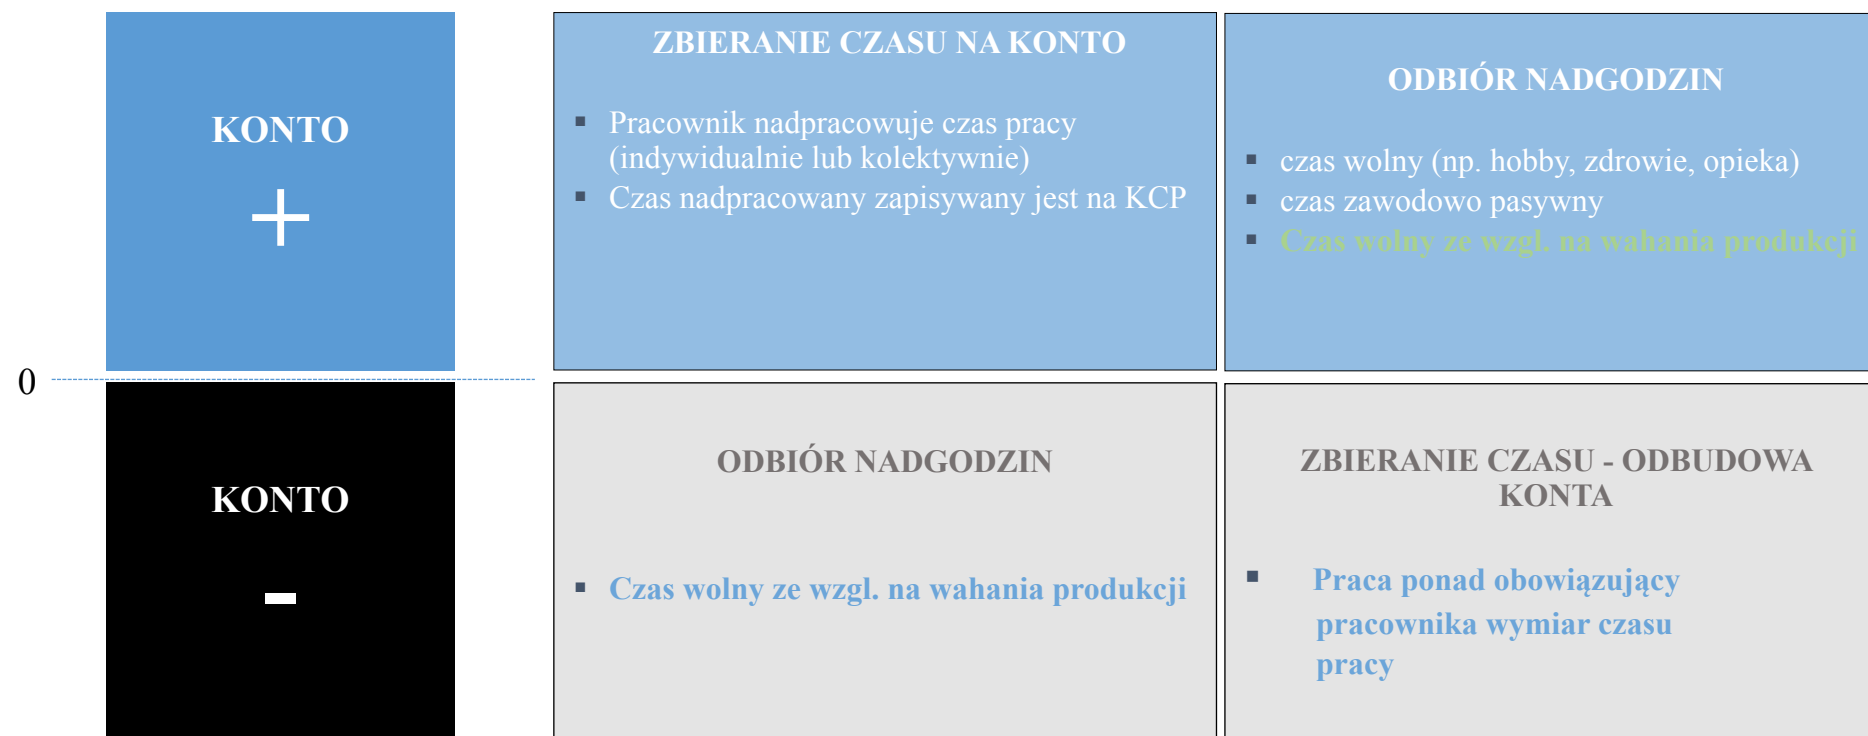 KONTO
+
ZBIERANIE CZASU NA KONTO
▪ Pracownik nadpracowuje czas pracy
(indywidualnie lub kolektywnie)
▪ Czas nadpracowany zapisywany jest na KCP
ODBIÓR NADGODZIN
▪ czas wolny (np. hobby, zdrowie, opieka)
▪ czas zawodowo pasywny
▪ Czas wolny ze wzgl. na wahania produkcji
0
KONTO
-
ODBIÓR NADGODZIN
▪ Czas wolny ze wzgl. na wahania produkcji
ZBIERANIE CZASU - ODBUDOWA
KONTA
▪ Praca ponad obowiązujący
pracownika wymiar czasu
pracy